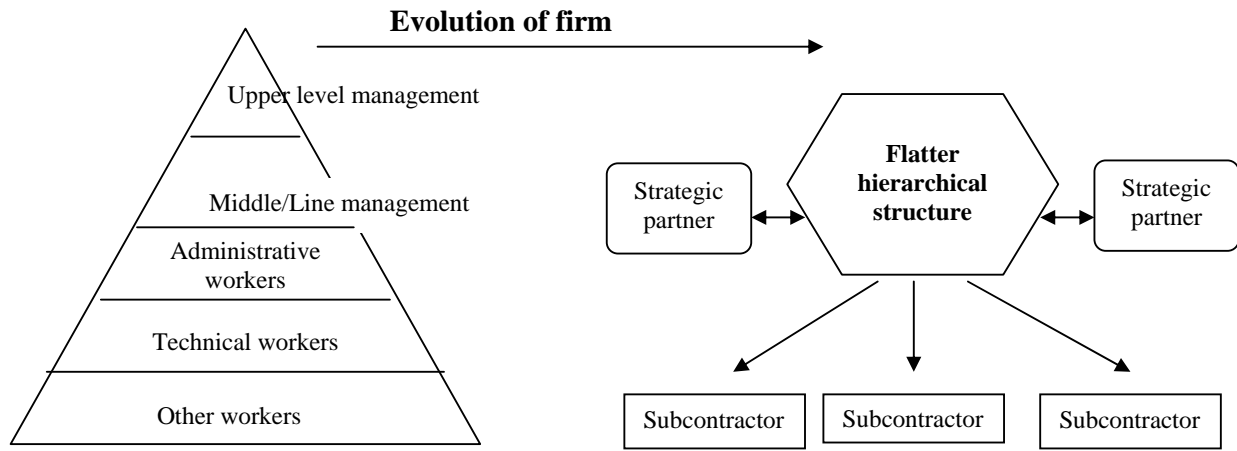 Evolution of firm
Upper level management
Middle/Line management
Administrative
workers
Technical workers
Other workers
Flatter
hierarchical
structure
Strategic
partner
Strategic
partner
Subcontractor
Subcontractor
Subcontractor